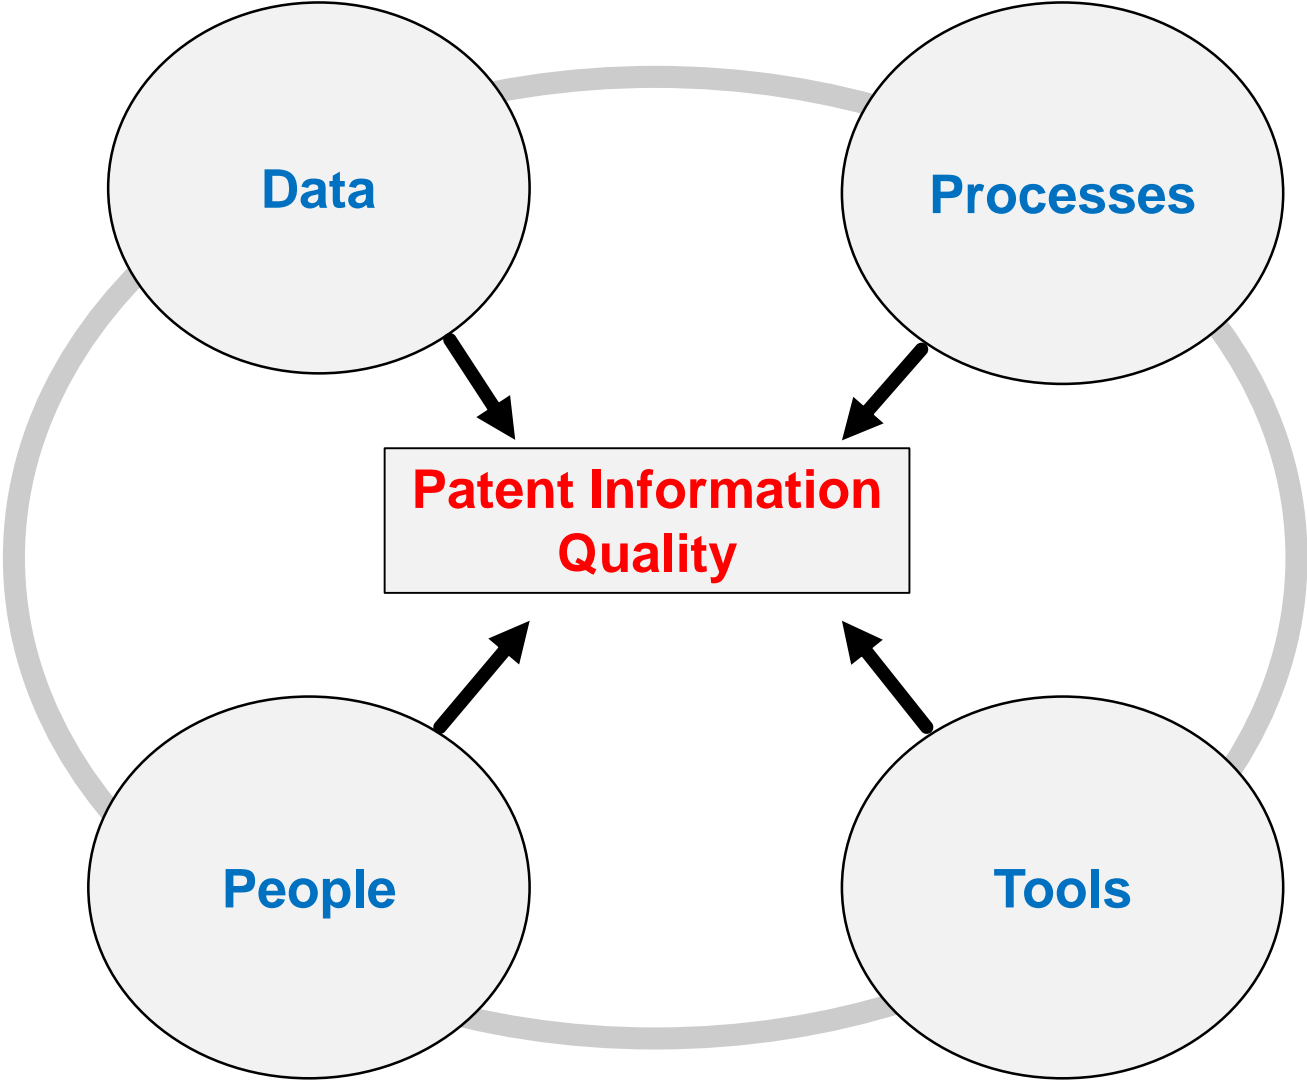 Data
Processes
Patent Information
Quality
People
Tools